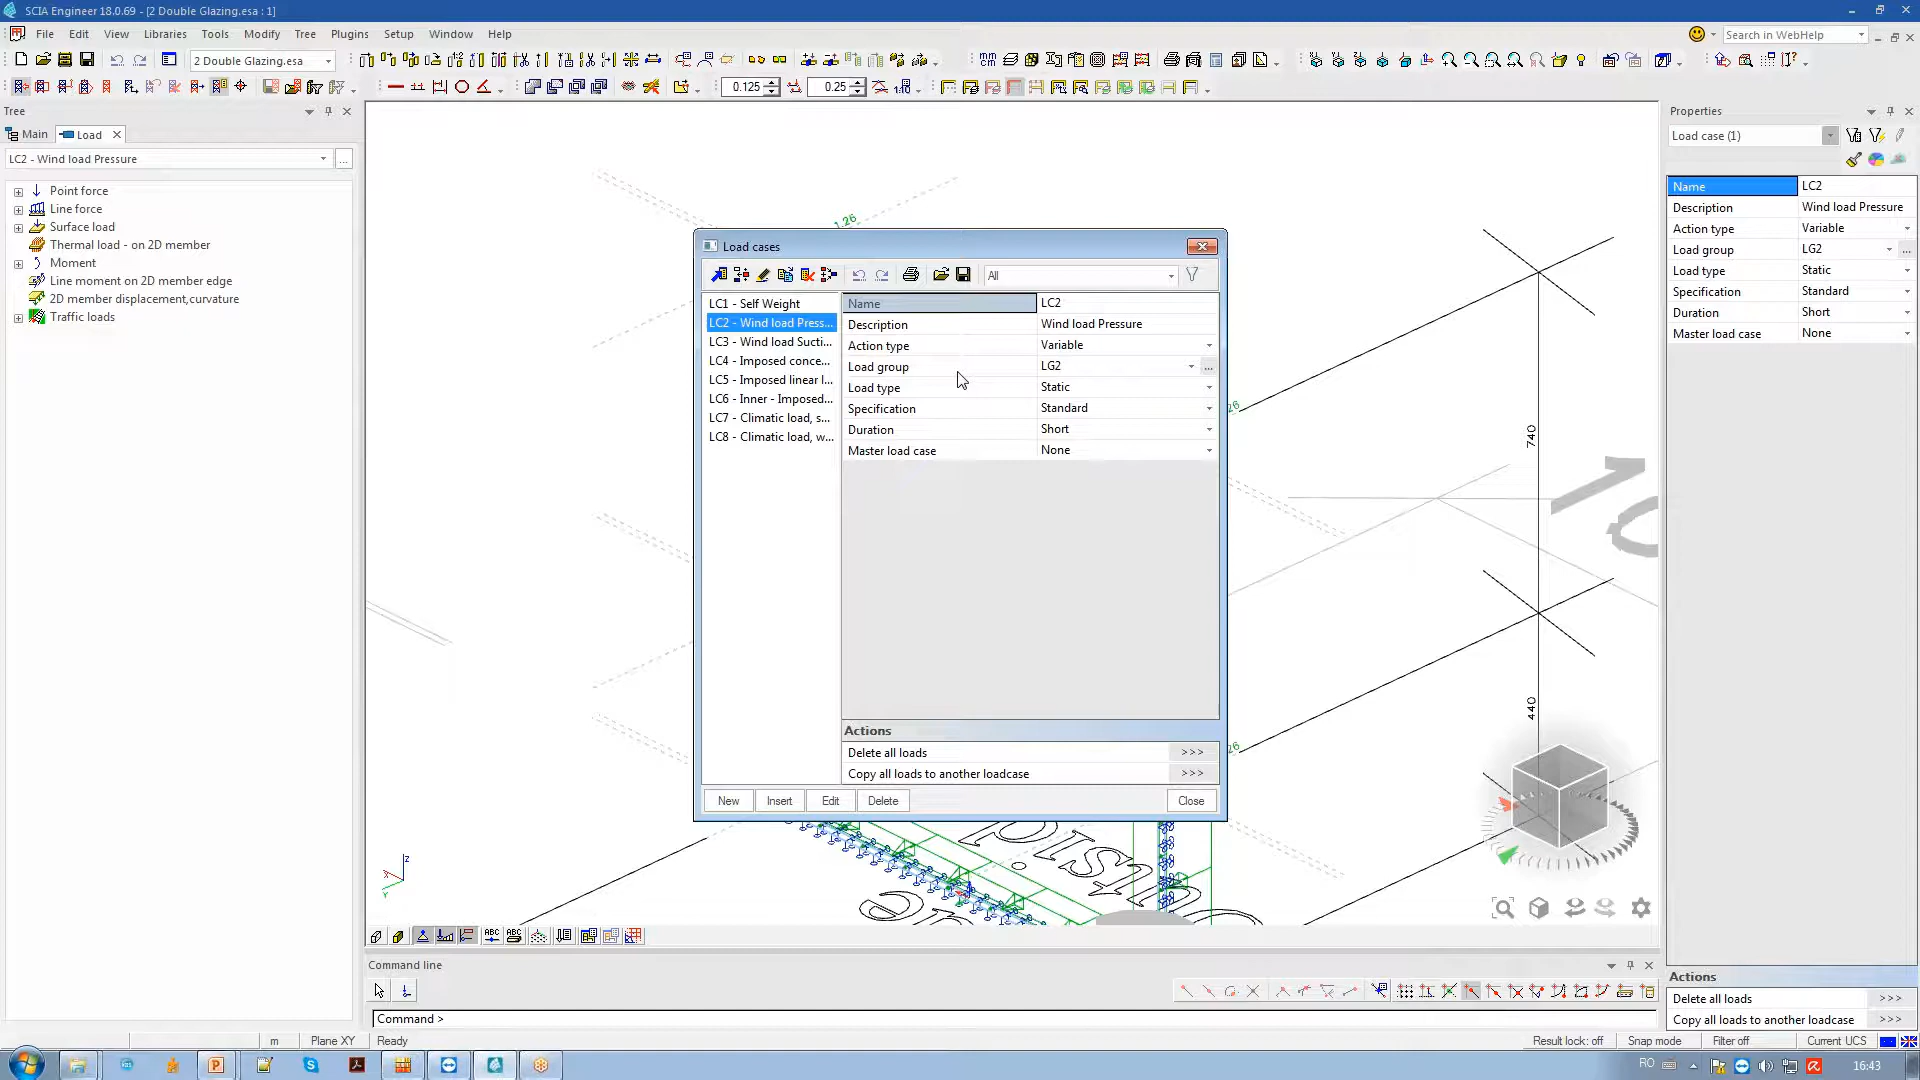 SCIA Engineer 18.0.69 - [2 Double Glazing.esa : 1]
File Edit View Libraries Tools Modify Tree Plugins Setup Window Help
Search in WebHelp
2 Double Glazing.esa
0.125
0.25
Tree
Main
Load
LC2 - Wind load Pressure
...
Point force
Line force
Surface load
Thermal load - on 2D member
Moment
Line moment on 2D member edge
2D member displacement,curvature
Traffic loads
1.26
740
440
Load cases
All
LC1 - Self Weight
LC2 - Wind load Press...
LC3 - Wind load Sucti...
LC4 - Imposed conce...
LC5 - Imposed linear l...
LC6 - Inner - Imposed...
LC7 - Climatic load, s...
LC8 - Climatic load, w...
Name LC2
Description Wind load Pressure
Action type Variable
Load group LG2 ...
Load type Static
Specification Standard
Duration Short
Master load case None
Actions
Delete all loads >>>
Copy all loads to another loadcase >>>
New Insert Edit Delete Close
Properties
Load case (1)
Name LC2
Description Wind load Pressure
Action type Variable
Load group LG2 ...
Load type Static
Specification Standard
Duration Short
Master load case None
Actions
Delete all loads >>>
Copy all loads to another loadcase >>>
Command line
Command >
m Plane XY Ready
Result lock: off Snap mode Filter off Current UCS
RO 16:43